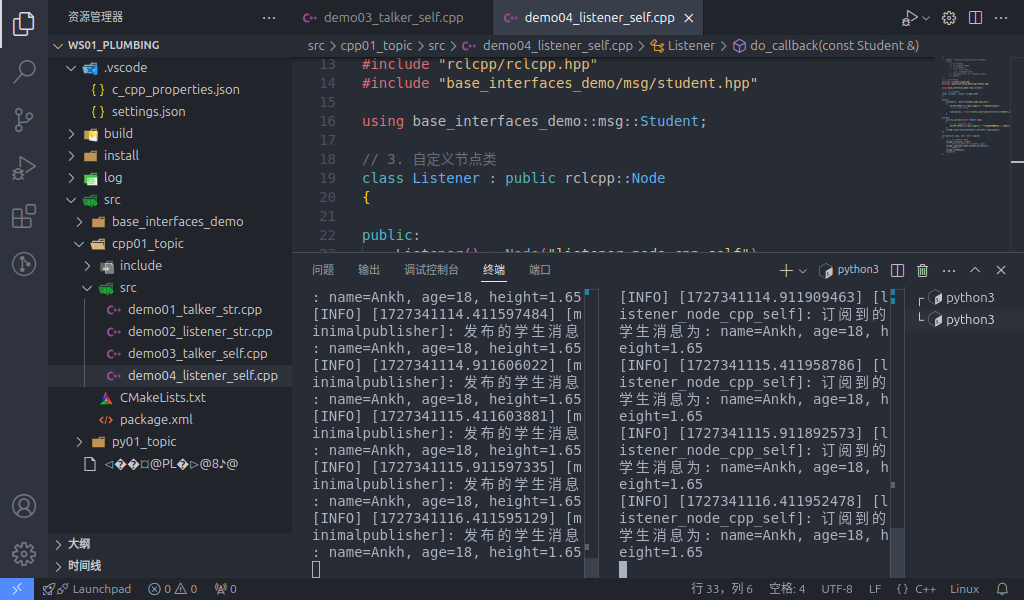 资源管理器
WS01_PLUMBING
.vscode
c_cpp_properties.json
settings.json
build
install
log
src
base_interfaces_demo
cpp01_topic
include
src
demo01_talker_str.cpp
demo02_listener_str.cpp
demo03_talker_self.cpp
demo04_listener_self.cpp
CMakeLists.txt
package.xml
py01_topic
大纲
时间线
demo03_talker_self.cpp
demo04_listener_self.cpp
src > cpp01_topic > src > demo04_listener_self.cpp > Listener > do_callback(const Student &)
13 #include "rclcpp/rclcpp.hpp"
14 #include "base_interfaces_demo/msg/student.hpp"
15
16 using base_interfaces_demo::msg::Student;
17
18 // 3. 自定义节点类
19 class Listener : public rclcpp::Node
20 {
21
22 public:
问题 输出 调试控制台 终端 端口
python3
: name=Ankh, age=18, height=1.65
[INFO] [1727341114.411597484] [m
inimalpublisher]: 发布的学生消息
: name=Ankh, age=18, height=1.65
[INFO] [1727341114.911606022] [m
inimalpublisher]: 发布的学生消息
: name=Ankh, age=18, height=1.65
[INFO] [1727341115.411603881] [m
inimalpublisher]: 发布的学生消息
: name=Ankh, age=18, height=1.65
[INFO] [1727341115.911597335] [m
inimalpublisher]: 发布的学生消息
: name=Ankh, age=18, height=1.65
[INFO] [1727341116.411595129] [m
inimalpublisher]: 发布的学生消息
: name=Ankh, age=18, height=1.65
[INFO] [1727341114.911909463] [l
istener_node_cpp_self]: 订阅到的
学生消息为: name=Ankh, age=18, h
eight=1.65
[INFO] [1727341115.411958786] [l
istener_node_cpp_self]: 订阅到的
学生消息为: name=Ankh, age=18, h
eight=1.65
[INFO] [1727341115.911892573] [l
istener_node_cpp_self]: 订阅到的
学生消息为: name=Ankh, age=18, h
eight=1.65
[INFO] [1727341116.411952478] [l
istener_node_cpp_self]: 订阅到的
学生消息为: name=Ankh, age=18, h
eight=1.65
python3
python3
Launchpad 0 0 0 行 33，列 6 空格: 4 UTF-8 LF {} C++ Linux